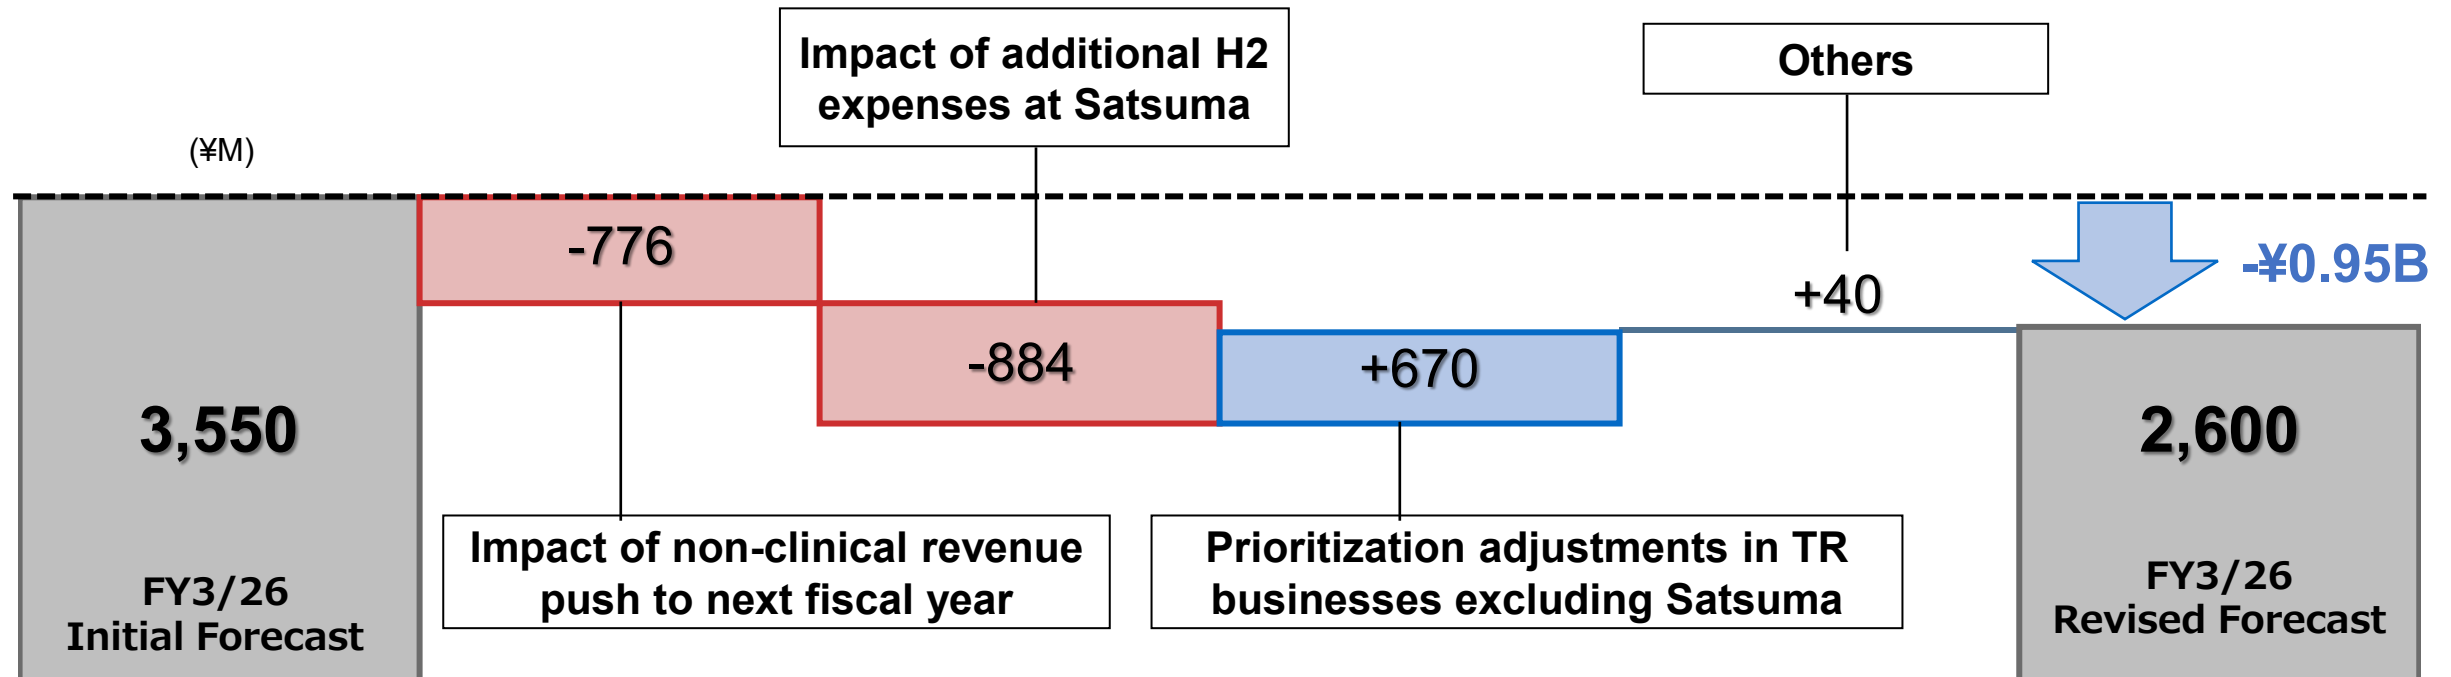 Impact of additional H2
expenses at Satsuma
Others
(¥M)
-776
-884
+670
+40
-¥0.95B
3,550
FY3/26
Initial Forecast
Impact of non-clinical revenue
push to next fiscal year
Prioritization adjustments in TR
businesses excluding Satsuma
2,600
FY3/26
Revised Forecast